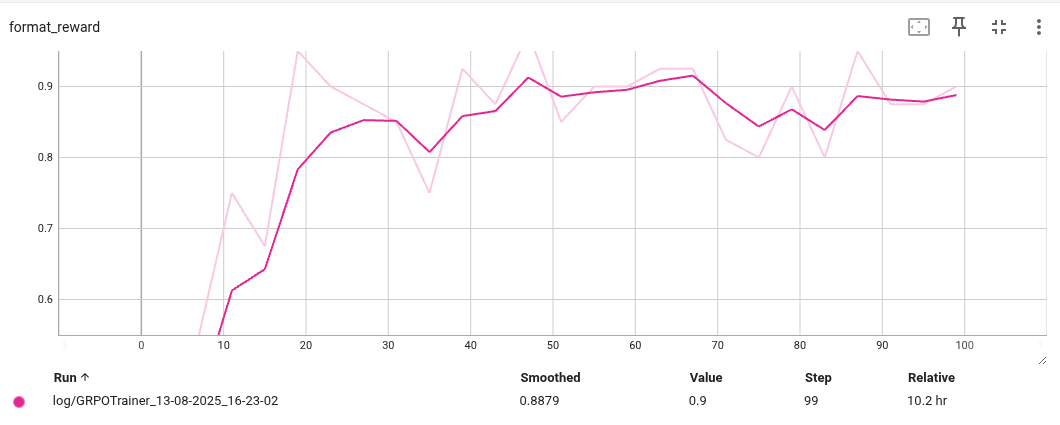 format_reward
0.9
0.8
0.7
0.6
0 10 20 30 40 50 60 70 80 90 100
Run ↑ Smoothed Value Step Relative
log/GRPOTrainer_13-08-2025_16-23-02 0.8879 0.9 99 10.2 hr